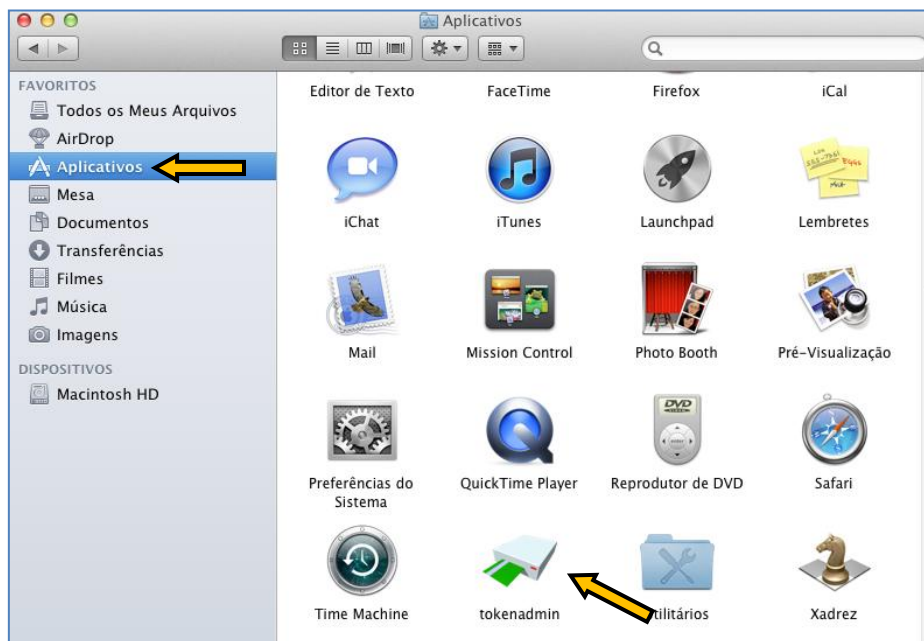 Aplicativos
FAVORITOS
Todos os Meus Arquivos
AirDrop
Aplicativos
Mesa
Documentos
Transferências
Filmes
Música
Imagens
DISPOSITIVOS
Macintosh HD
Editor de Texto FaceTime Firefox iCal
iChat iTunes Launchpad Lembretes
Mail Mission Control Photo Booth Pré-Visualização
DVD
Preferências do Sistema QuickTime Player Reprodutor de DVD Safari
Time Machine tokenadmin tilitários Xadrez